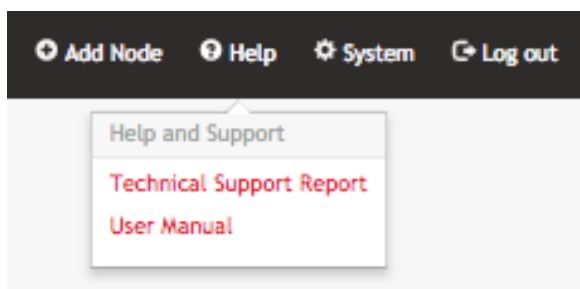 Add Node Help System Log out
Help and Support
Technical Support Report
User Manual